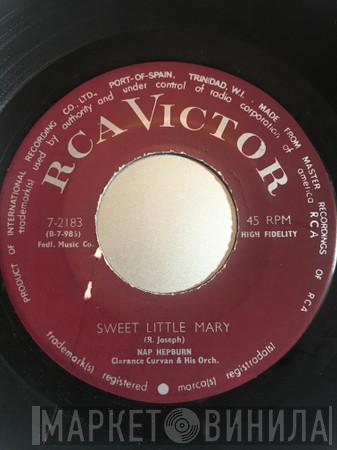 PRODUCT OF INTERNATIONAL RECORDING CO. LTD., PORT-OF-SPAIN, TRINIDAD, W.I. MADE FROM MASTER RECORDINGS OF RCA
trademark(s) used by authority and under control of radio corporation of america
RCA VICTOR
7-2183
(B-7-985)
Fedl. Music Co.
45 RPM
HIGH FIDELITY
SWEET LITTLE MARY
(R. Joseph)
NAP HEPBURN
Clarance Curvan & His Orch.
trademark(s) registered • marca(s) registrada(s)
МАРКЕТ ВИНИЛА